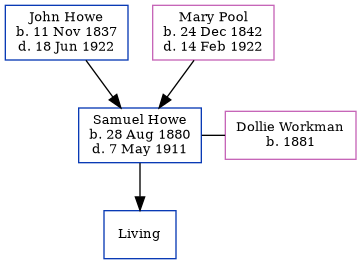 John Howe
b. 11 Nov 1837
d. 18 Jun 1922
Mary Pool
b. 24 Dec 1842
d. 14 Feb 1922
Samuel Howe
b. 28 Aug 1880
d. 7 May 1911
Dollie Workman
b. 1881
Living